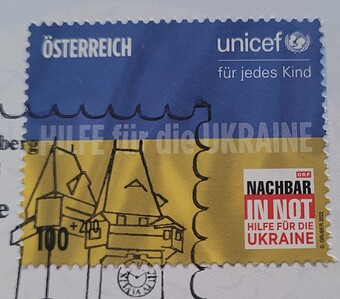 ÖSTERREICH
unicef
für jedes Kind
HILFE für die UKRAINE
berg
e
100+200
ORF
NACHBAR
IN NOT
HILFE FÜR DIE
UKRAINE